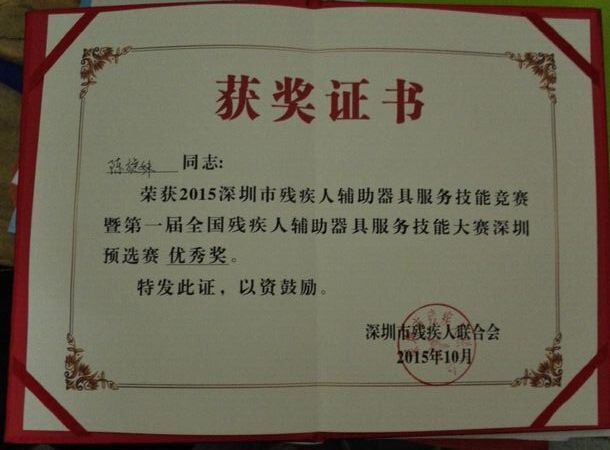 获奖证书
陈旋妹 同志:
荣获2015深圳市残疾人辅助器具服务技能竞赛
暨第一届全国残疾人辅助器具服务技能大赛深圳
预选赛 优秀奖。
特发此证，以资鼓励。
深圳市残疾人联合会
2015年10月